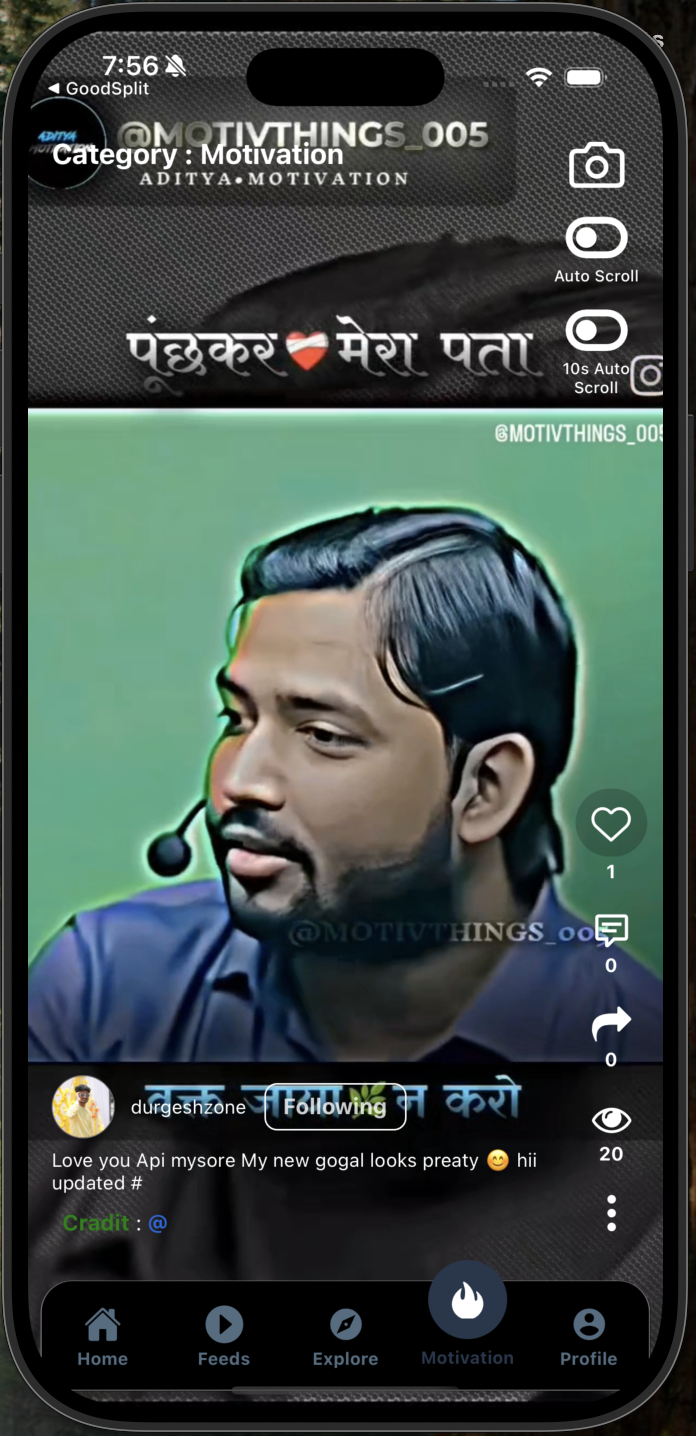 7:56
◀ GoodSplit
ADITYA
@MOTIVTHINGS_005
Category : Motivation
ADITYA•MOTIVATION
Auto Scroll
पूंछकर❤️‍🩹मेरा पता
10s Auto
Scroll
@MOTIVTHINGS_005
@MOTIVTHINGS_005
1
0
0
वक्त जाया🌿न करो
durgeshzone
Following
20
Love you Api mysore My new gogal looks preaty 😊 hii
updated #
Cradit : @
Home
Feeds
Explore
Motivation
Profile